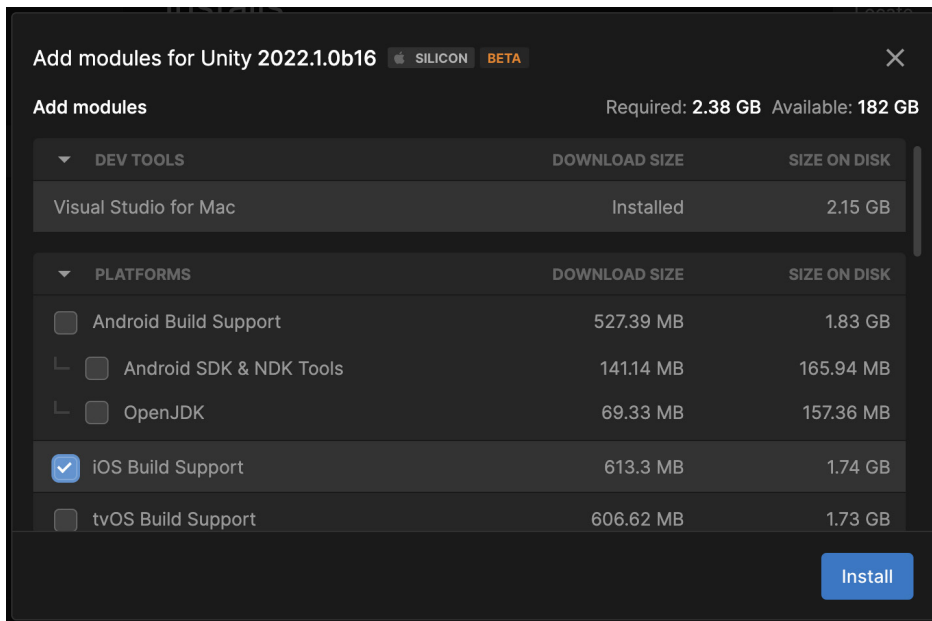 Installs
Locate
Add modules for Unity 2022.1.0b16 SILICON BETA
Add modules Required: 2.38 GB Available: 182 GB
DEV TOOLS DOWNLOAD SIZE SIZE ON DISK
Visual Studio for Mac Installed 2.15 GB
PLATFORMS DOWNLOAD SIZE SIZE ON DISK
Android Build Support 527.39 MB 1.83 GB
Android SDK & NDK Tools 141.14 MB 165.94 MB
OpenJDK 69.33 MB 157.36 MB
iOS Build Support 613.3 MB 1.74 GB
tvOS Build Support 606.62 MB 1.73 GB
Install